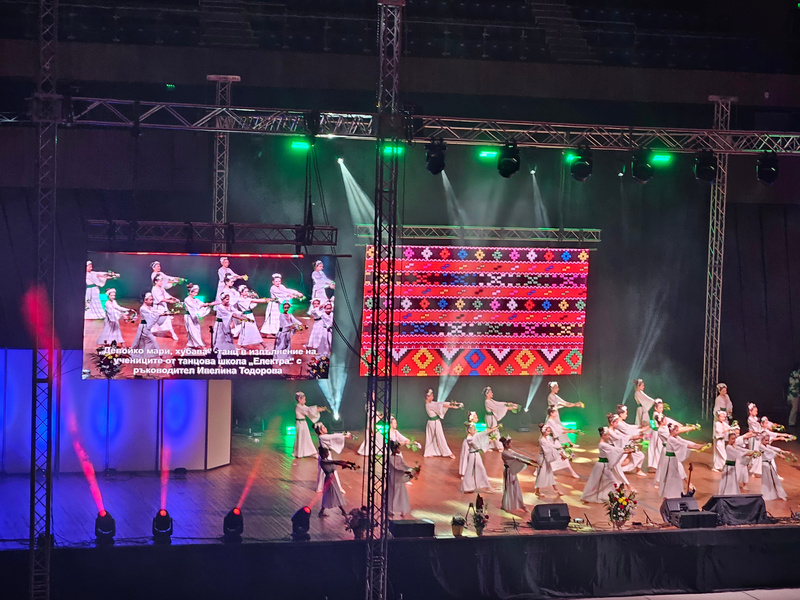 „Девойко мари, хубава“ - танц в изпълнение на
учениците от танцова школа „Електра“ с
ръководител Ивелина Тодорова